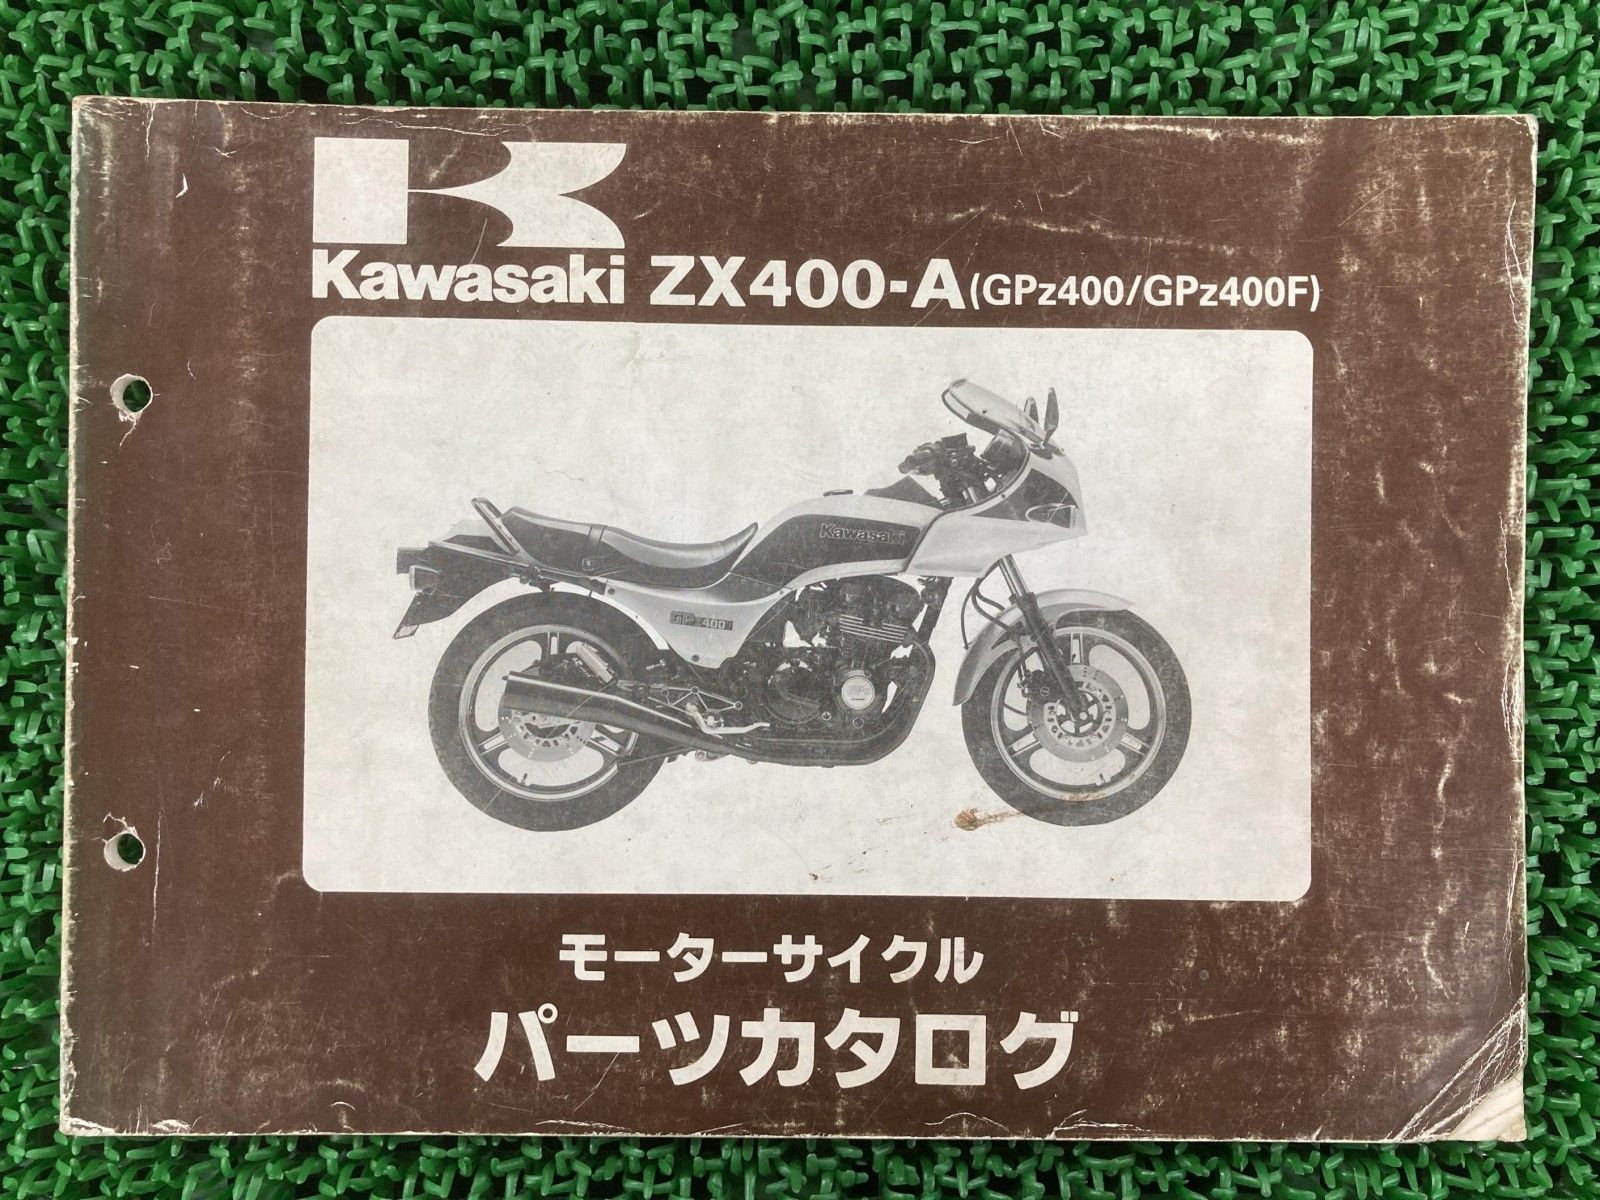 Kawasaki ZX400-A(GPz400/GPz400F)
Kawasaki
GPz 400
モーターサイクル
パーツカタログ